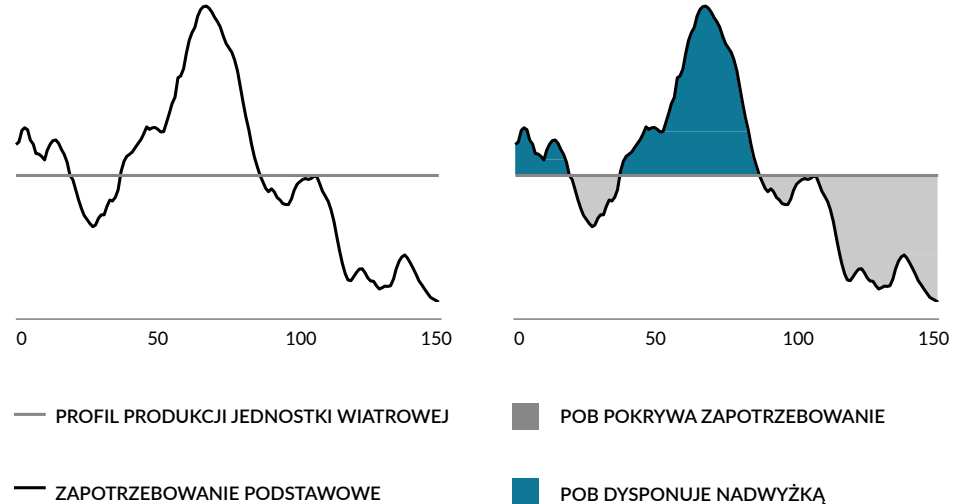 0 50 100 150
0 50 100 150
PROFIL PRODUKCJI JEDNOSTKI WIATROWEJ
ZAPOTRZEBOWANIE PODSTAWOWE
POB POKRYWA ZAPOTRZEBOWANIE
POB DYSPONUJE NADWYŻKĄ